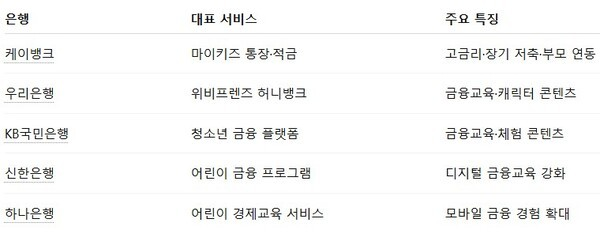 은행 대표 서비스 주요 특징
케이뱅크 마이키즈 통장·적금 고금리·장기 저축·부모 연동
우리은행 위비프렌즈 허니뱅크 금융교육·캐릭터 콘텐츠
KB국민은행 청소년 금융 플랫폼 금융교육·체험 콘텐츠
신한은행 어린이 금융 프로그램 디지털 금융교육 강화
하나은행 어린이 경제교육 서비스 모바일 금융 경험 확대